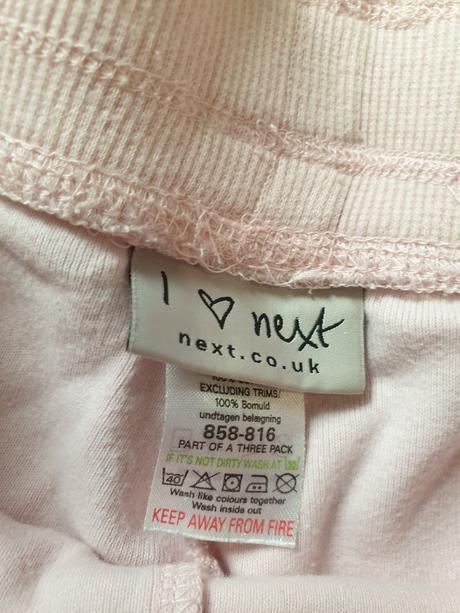 I ♡ next
next.co.uk
EXCLUDING TRIMS/
100% Bomuld
undtagen belægning
858-816
PART OF A THREE PACK
IF IT'S NOT DIRTY WASH AT 30
40
Wash like colours together
Wash inside out
KEEP AWAY FROM FIRE